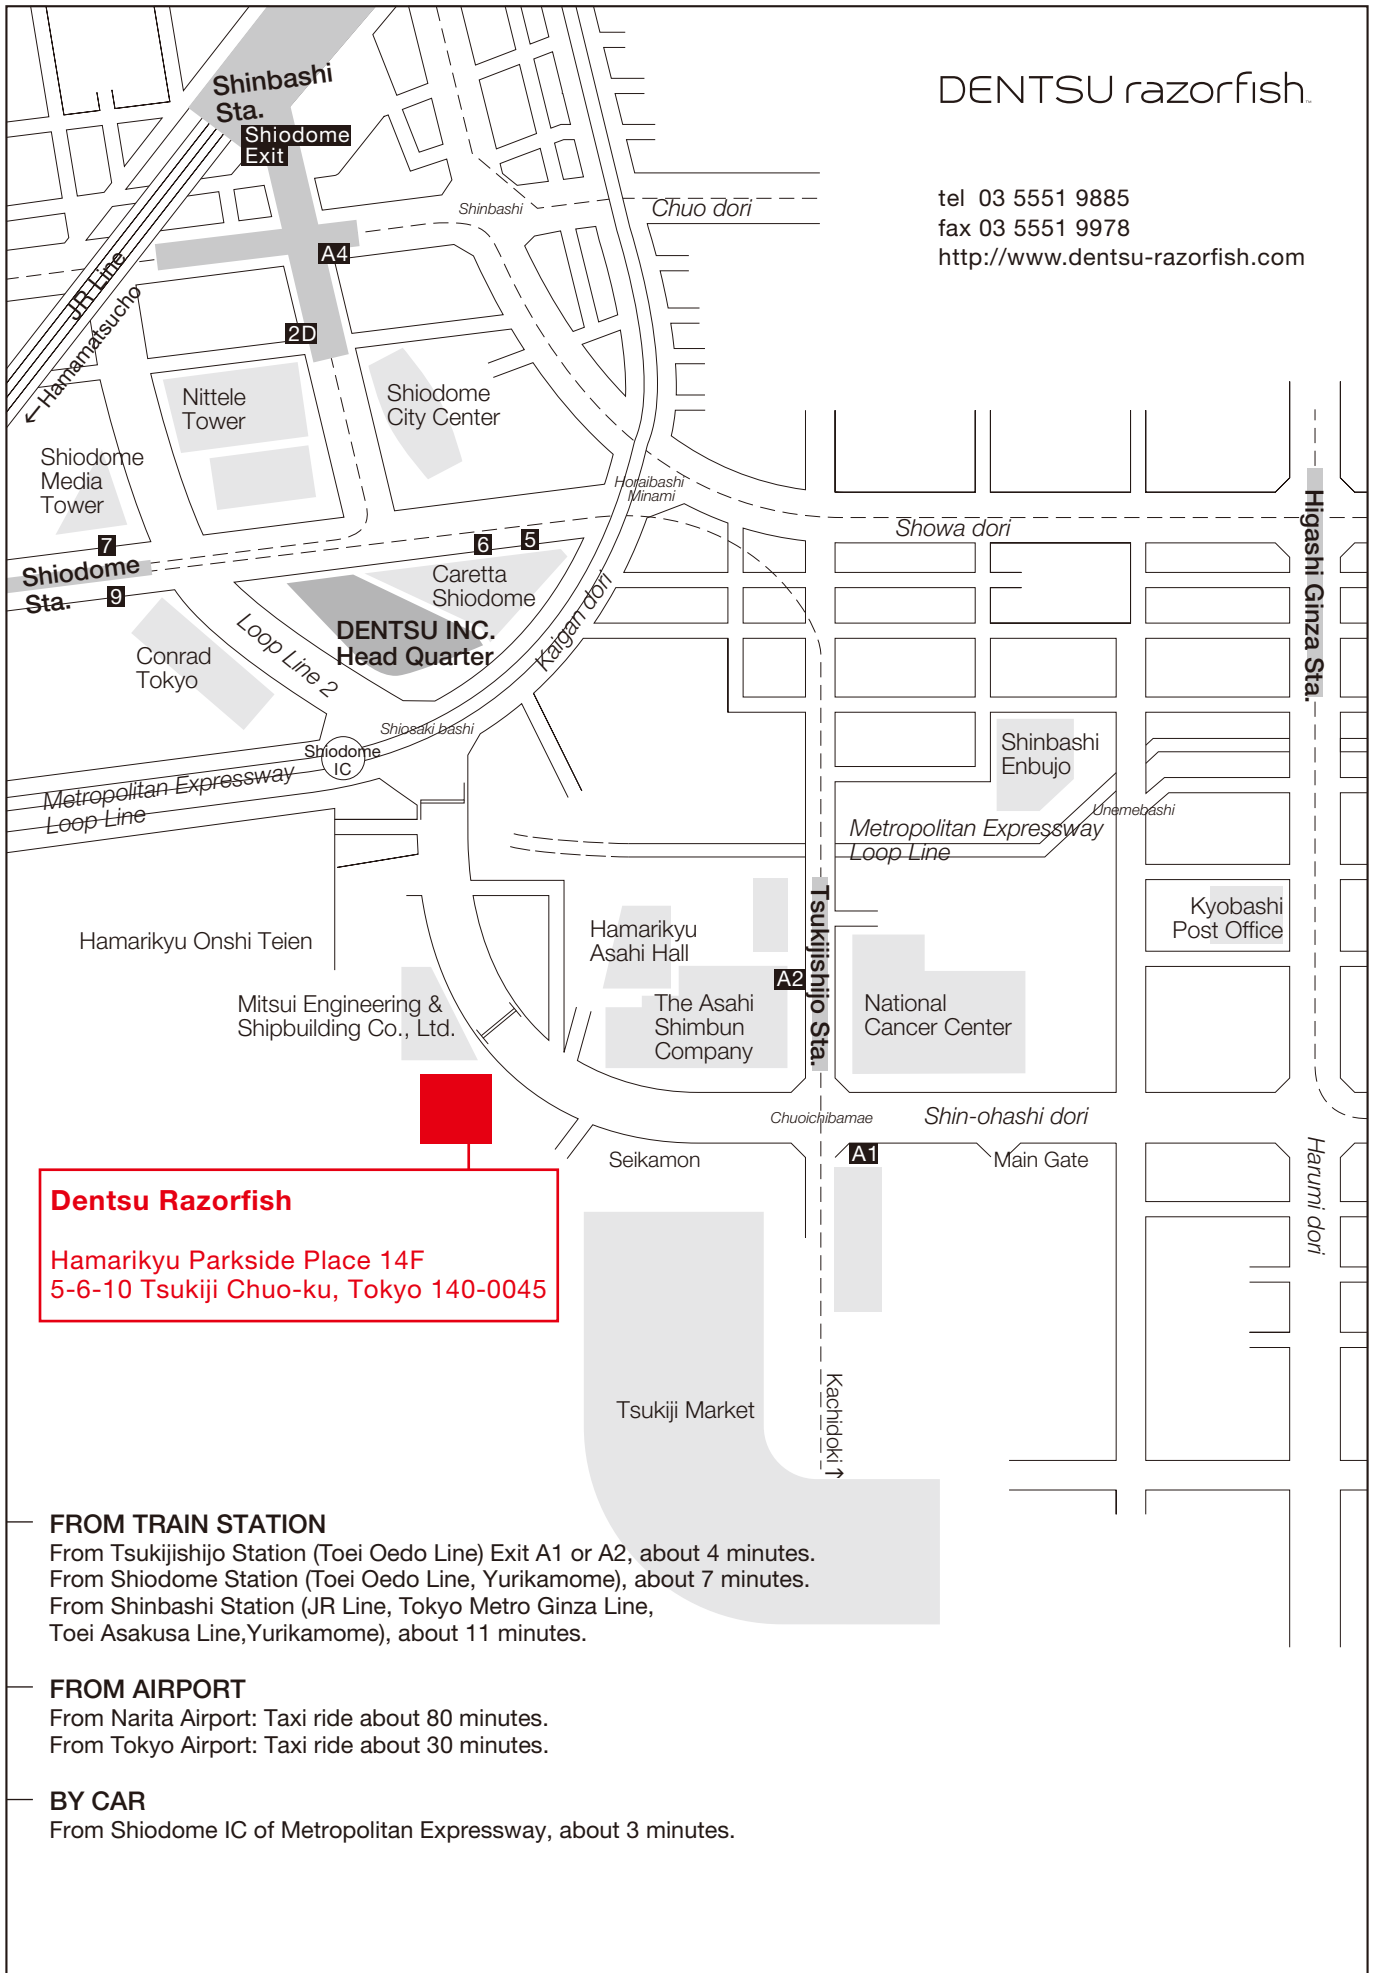 DENTSU razorfish
tel 03 5551 9885
fax 03 5551 9978
http://www.dentsu-razorfish.com
Shinbashi
Sta.
Shiodome
Exit
Shinbashi
Chuo dori
A4
JR Line
←Hamamatsucho
2D
Nittele
Tower
Shiodome
City Center
Shiodome
Media
Tower
Horaibashi
Minami
Showa dori
Higashi Ginza Sta.
7
6
5
Shiodome
Sta.
9
Caretta
Shiodome
DENTSU INC.
Head Quarter
Kaigan dori
Loop Line 2
Conrad
Tokyo
Shiosaki bashi
Shiodome
IC
Metropolitan Expressway
Loop Line
Shinbashi
Enbujo
Unemebashi
Metropolitan Expressway
Loop Line
Kyobashi
Post Office
Hamarikyu Onshi Teien
Hamarikyu
Asahi Hall
A2
Tsukijishijo Sta.
Mitsui Engineering &
Shipbuilding Co., Ltd.
The Asahi
Shimbun
Company
National
Cancer Center
Chuoichibamae
Shin-ohashi dori
Seikamon
A1
Main Gate
Harumi dori
Dentsu Razorfish
Hamarikyu Parkside Place 14F
5-6-10 Tsukiji Chuo-ku, Tokyo 140-0045
Tsukiji Market
Kachidoki→
FROM TRAIN STATION
From Tsukijishijo Station (Toei Oedo Line) Exit A1 or A2, about 4 minutes.
From Shiodome Station (Toei Oedo Line, Yurikamome), about 7 minutes.
From Shinbashi Station (JR Line, Tokyo Metro Ginza Line,
Toei Asakusa Line,Yurikamome), about 11 minutes.
FROM AIRPORT
From Narita Airport: Taxi ride about 80 minutes.
From Tokyo Airport: Taxi ride about 30 minutes.
BY CAR
From Shiodome IC of Metropolitan Expressway, about 3 minutes.